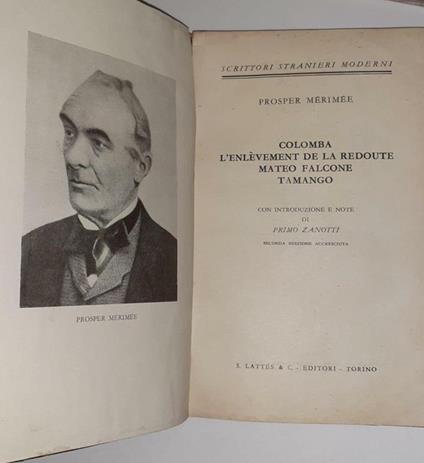 PROSPER MÉRIMÉE
SCRITTORI STRANIERI MODERNI
PROSPER MÉRIMÉE
COLOMBA
L'ENLÈVEMENT DE LA REDOUTE
MATEO FALCONE
TAMANGO
CON INTRODUZIONE E NOTE
DI
PRIMO ZANOTTI
SECONDA EDIZIONE ACCRESCIUTA
S. LATTES & C. - EDITORI - TORINO